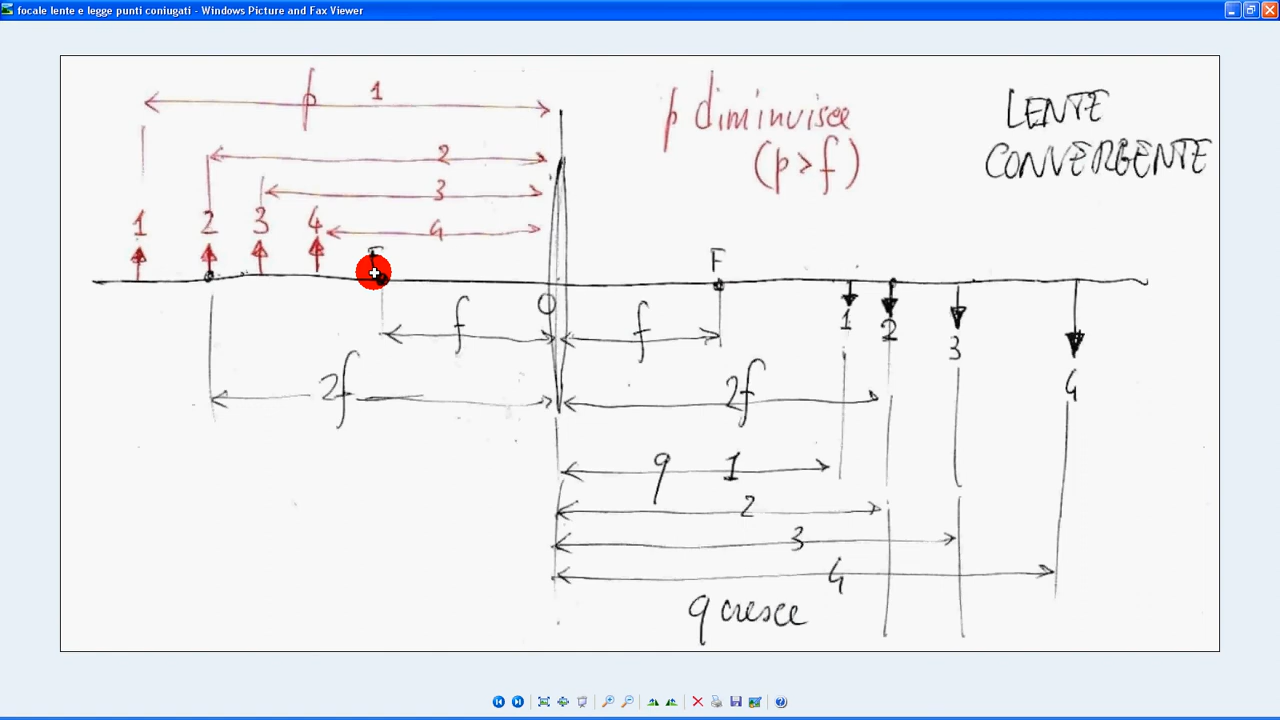 focale lente e legge punti coniugati - Windows Picture and Fax Viewer
p 1
p diminuisce
(p > f)
LENTE
CONVERGENTE
2
3
4
1 2 3 4
F
F
O
f
f
1 2 3 4
2f
2f
q 1
2
3
4
q cresce